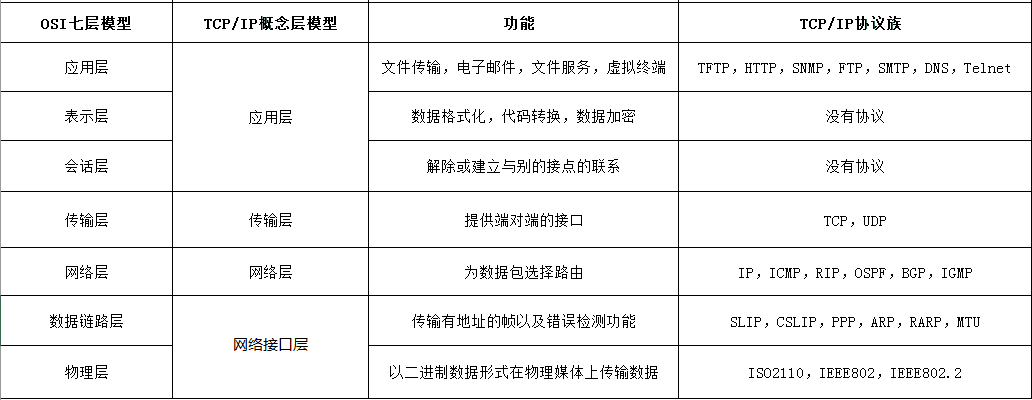 OSI七层模型 TCP/IP概念层模型 功能 TCP/IP协议族
应用层 文件传输，电子邮件，文件服务，虚拟终端 TFTP，HTTP，SNMP，FTP，SMTP，DNS，Telnet
表示层 应用层 数据格式化，代码转换，数据加密 没有协议
会话层 解除或建立与别的接点的联系 没有协议
传输层 传输层 提供端对端的接口 TCP，UDP
网络层 网络层 为数据包选择路由 IP，ICMP，RIP，OSPF，BGP，IGMP
数据链路层 传输有地址的帧以及错误检测功能 SLIP，CSLIP，PPP，ARP，RARP，MTU
网络接口层
物理层 以二进制数据形式在物理媒体上传输数据 ISO2110，IEEE802，IEEE802.2